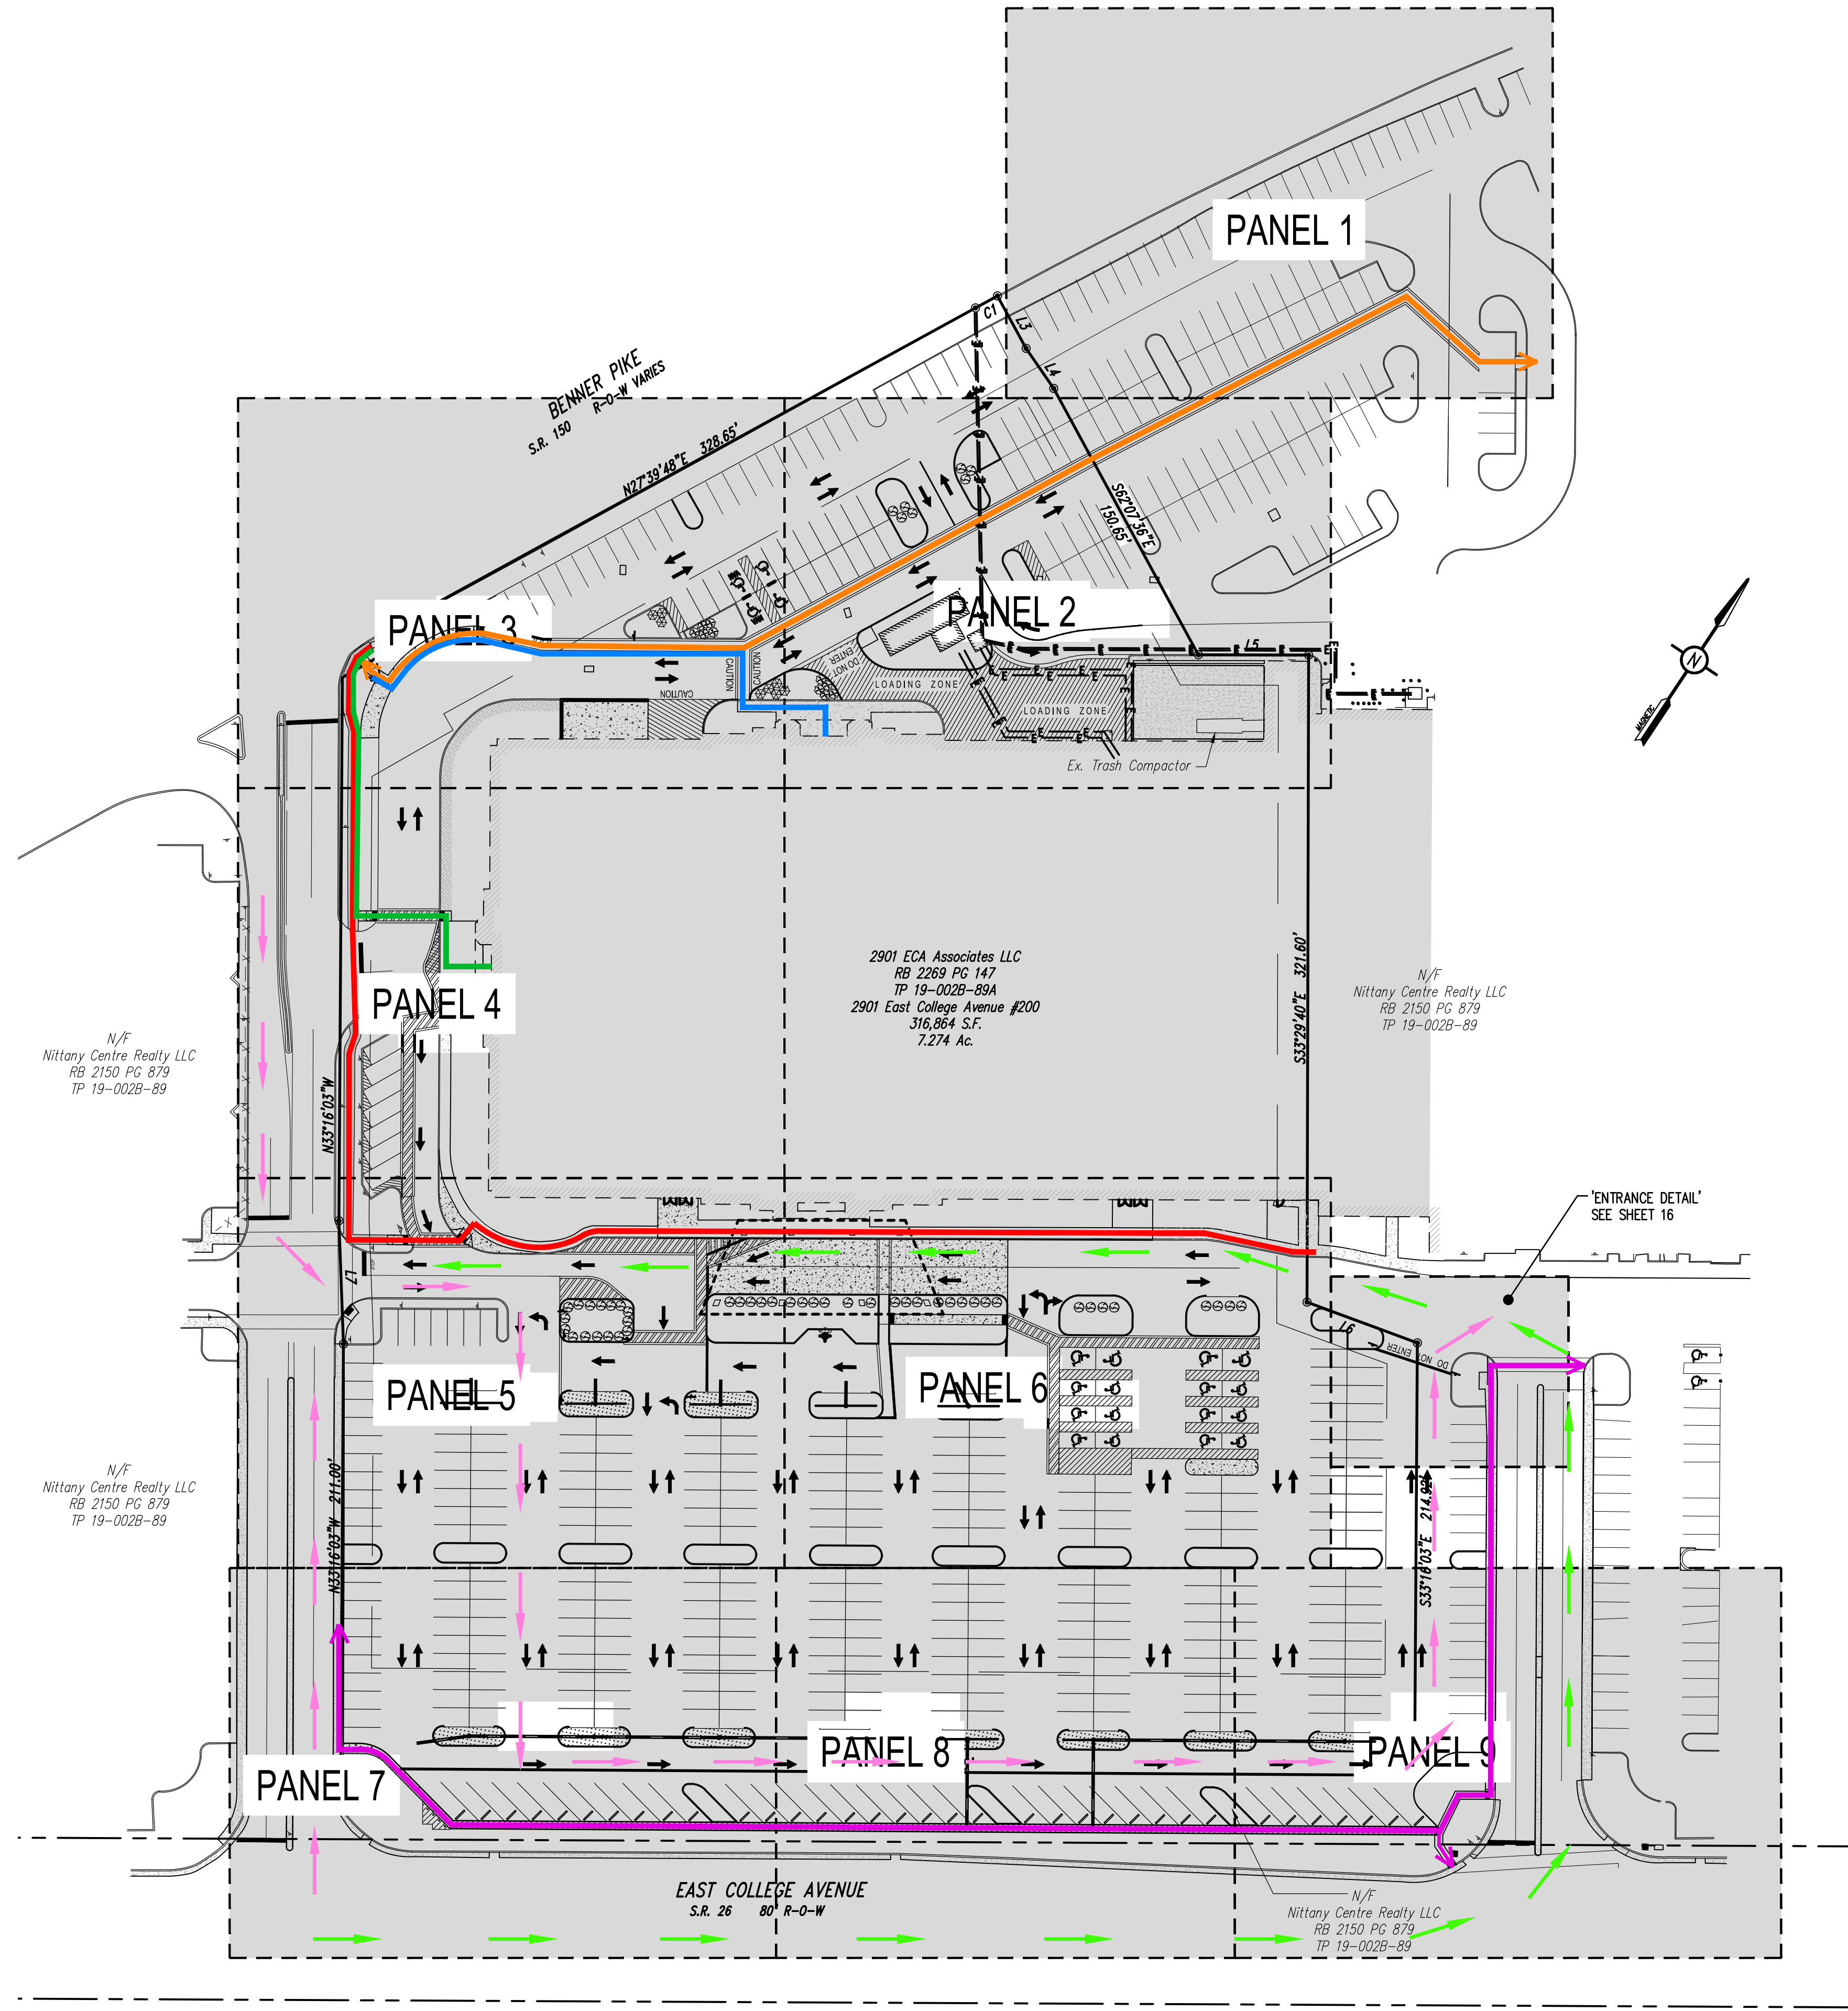 PANEL 1
C1
L3
L4
BENNER PIKE
S.R. 150 R-O-W VARIES
N27°39'48"E 328.65'
S62°07'36"E
150.65'
PANEL 2
PANEL 3
L5
DO NOT
ENTER
CAUTION
CAUTION
CAUTION
LOADING ZONE
LOADING ZONE
E E E E E E
Ex. Trash Compactor
N
MAGNETIC
2901 ECA Associates LLC
RB 2269 PG 147
TP 19-002B-89A
2901 East College Avenue #200
316,864 S.F.
7.274 Ac.
S33°29'40"E 321.60'
N/F
Nittany Centre Realty LLC
RB 2150 PG 879
TP 19-002B-89
PANEL 4
N/F
Nittany Centre Realty LLC
RB 2150 PG 879
TP 19-002B-89
N33°16'03"W
'ENTRANCE DETAIL'
SEE SHEET 16
L7
L6
DO NOT ENTER
PANEL 5
PANEL 6
N/F
Nittany Centre Realty LLC
RB 2150 PG 879
TP 19-002B-89
N33°16'03"W 211.00'
S33°16'03"E 214.92'
PANEL 7
PANEL 8
PANEL 9
EAST COLLEGE AVENUE
S.R. 26 80' R-O-W
N/F
Nittany Centre Realty LLC
RB 2150 PG 879
TP 19-002B-89